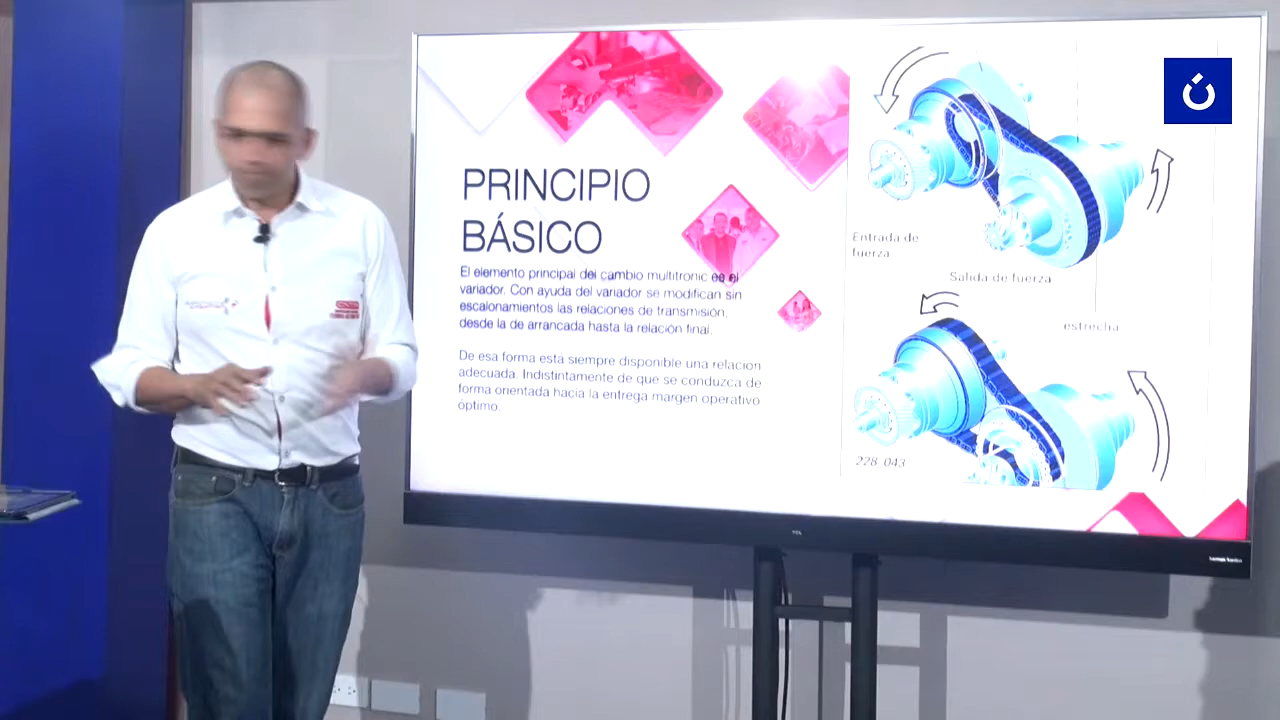 PRINCIPIO
BÁSICO
El elemento principal del cambio multitronic es el
variador. Con ayuda del variador se modifican sin
escalonamientos las relaciones de transmisión,
desde la de arrancada hasta la relación final.
De esa forma está siempre disponible una relación
adecuada. Indistintamente de que se conduzca de
forma orientada hacia la entrega margen operativo
óptimo.
Entrada de
fuerza
Salida de fuerza
estrecha
228_043
TCL